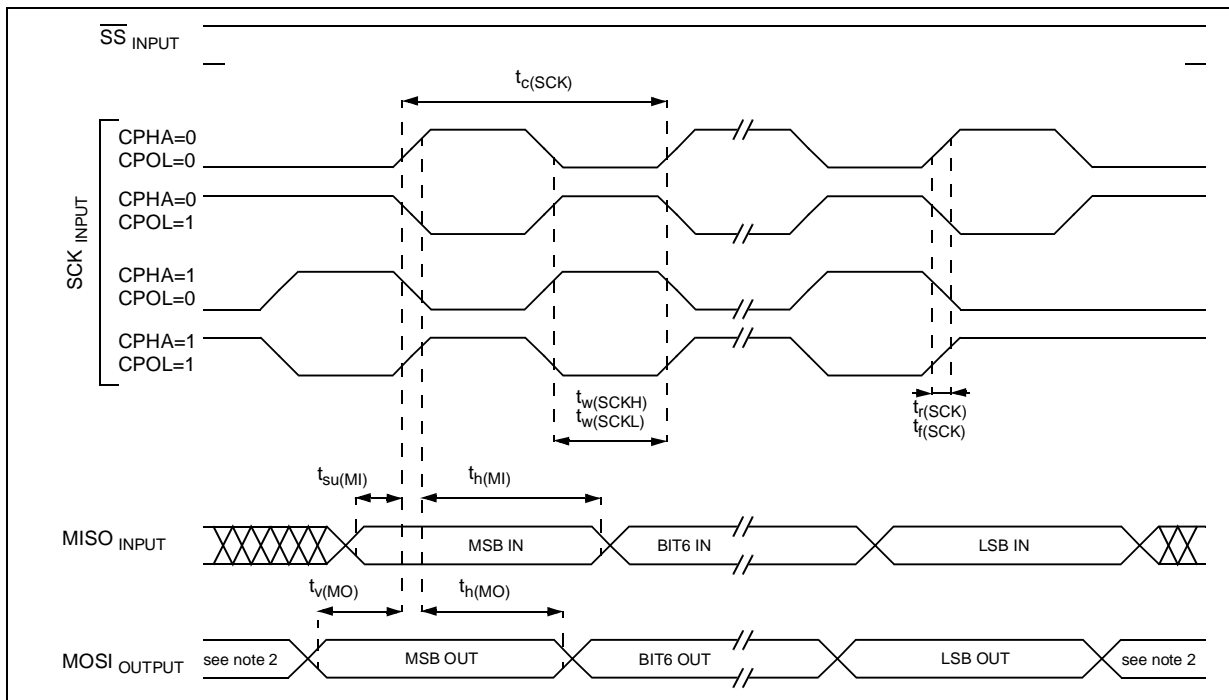 SS INPUT
tc(SCK)
SCK INPUT
CPHA=0
CPOL=0
CPHA=0
CPOL=1
CPHA=1
CPOL=0
CPHA=1
CPOL=1
tw(SCKH)
tw(SCKL)
tr(SCK)
tf(SCK)
tsu(MI)
th(MI)
MISO INPUT
MSB IN
BIT6 IN
LSB IN
tv(MO)
th(MO)
MOSI OUTPUT
see note 2
MSB OUT
BIT6 OUT
LSB OUT
see note 2